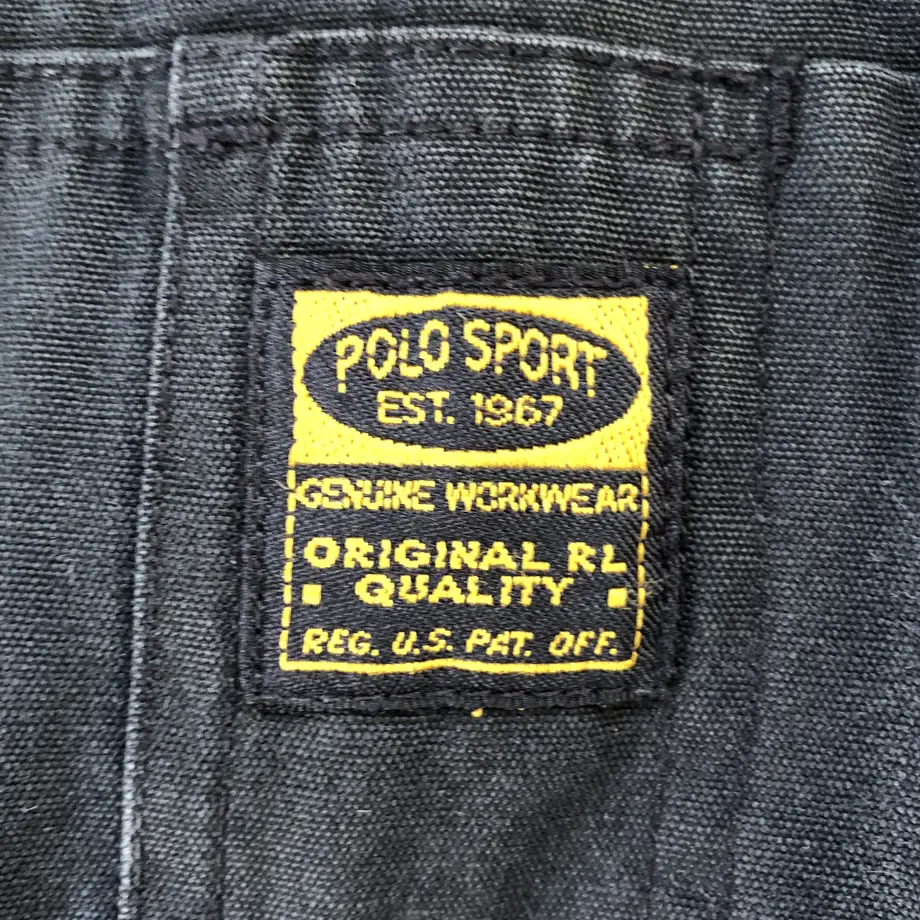 POLO SPORT
EST. 1967
GENUINE WORKWEAR
ORIGINAL RL
QUALITY
REG. U.S. PAT. OFF.